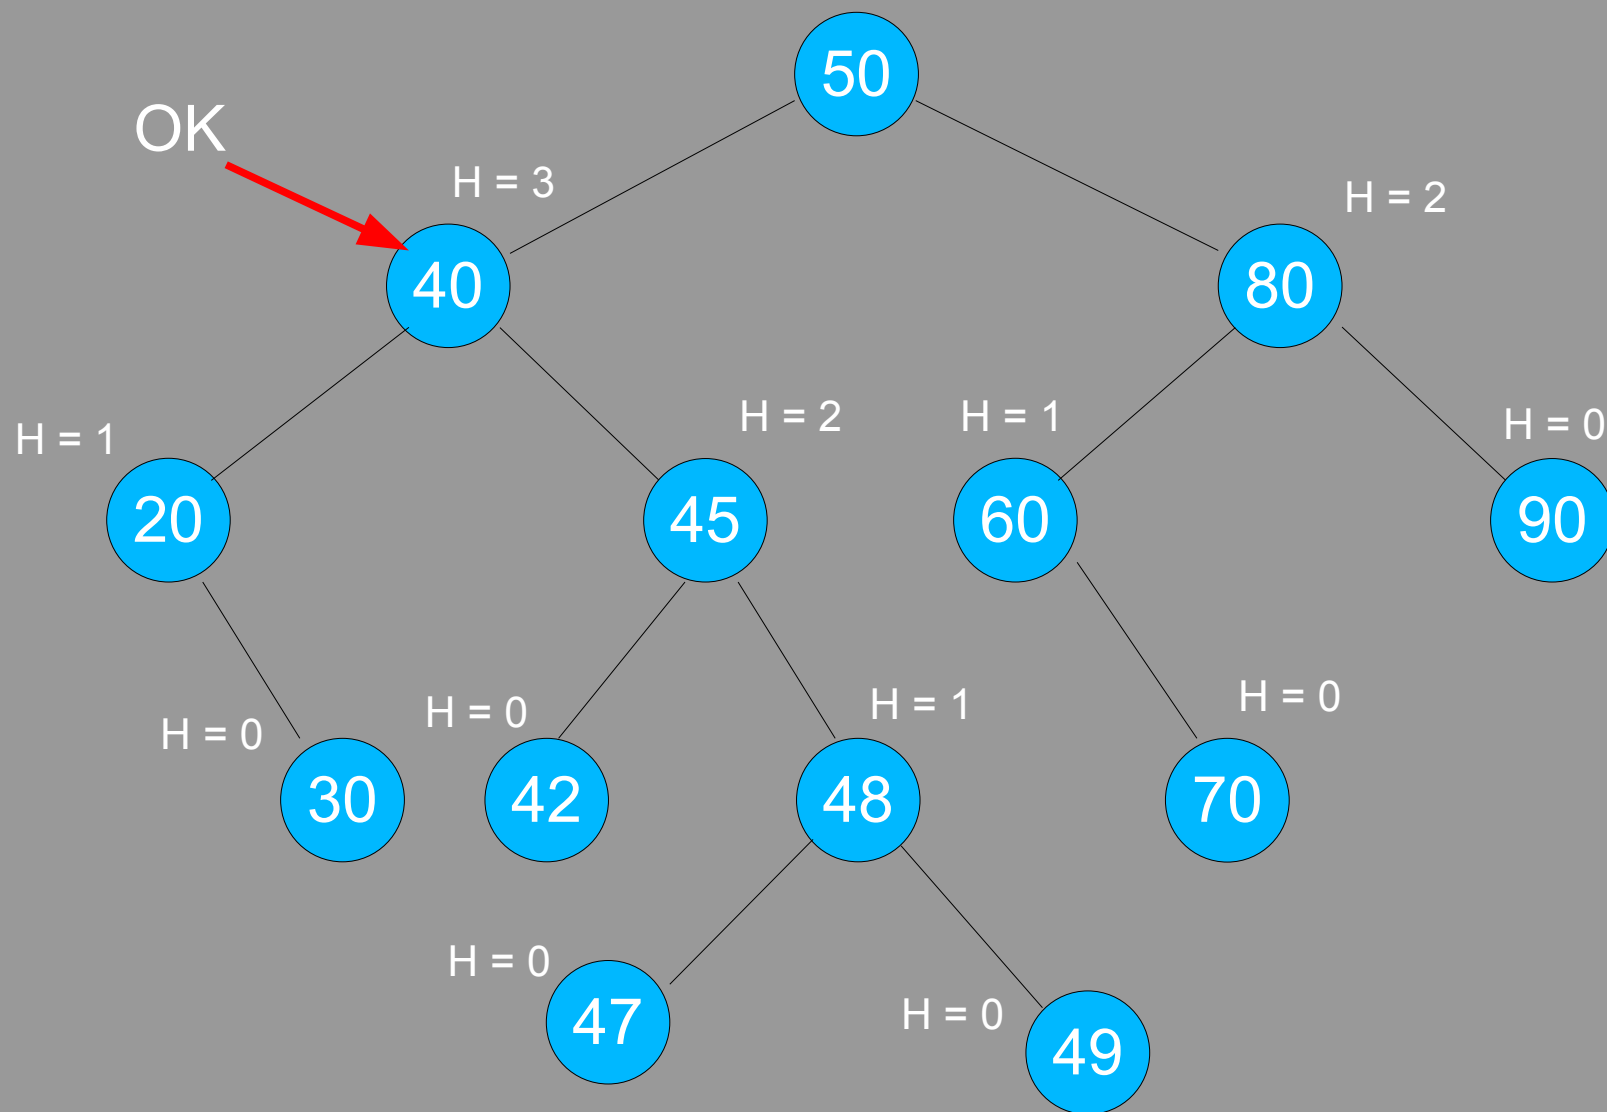 50
OK
H = 3
H = 2
40
80
H = 1
H = 2
H = 1
H = 0
20
45
60
90
H = 0
H = 0
H = 1
H = 0
30
42
48
70
H = 0
H = 0
47
49